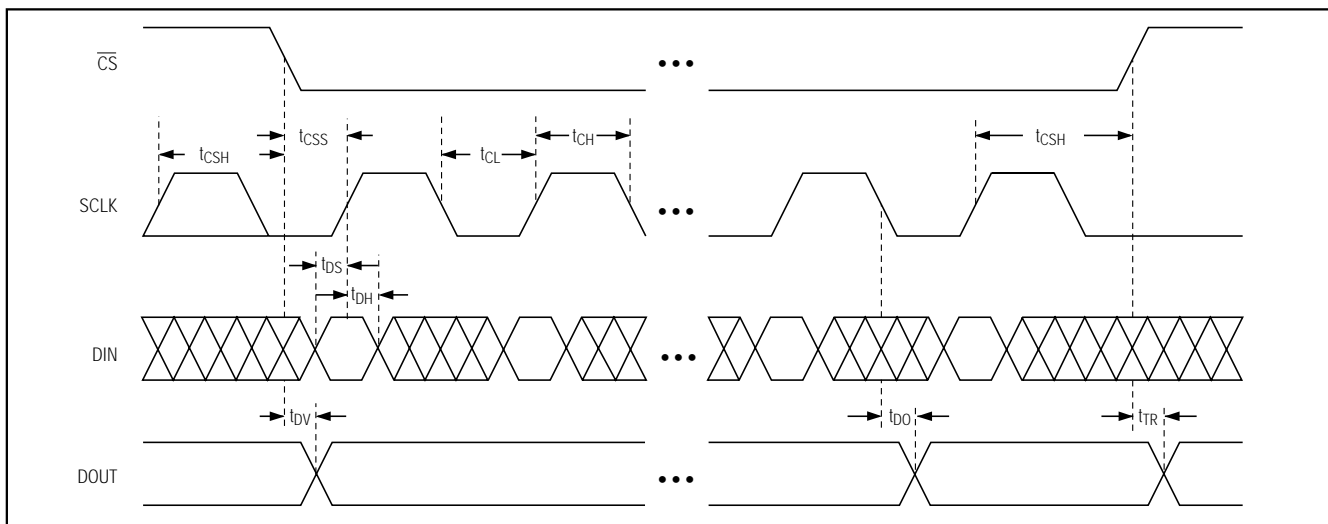 CS
tCSS
tCH
tCSH
tCL
tCSH
SCLK
tDS
tDH
DIN
tDV
tDO
tTR
DOUT